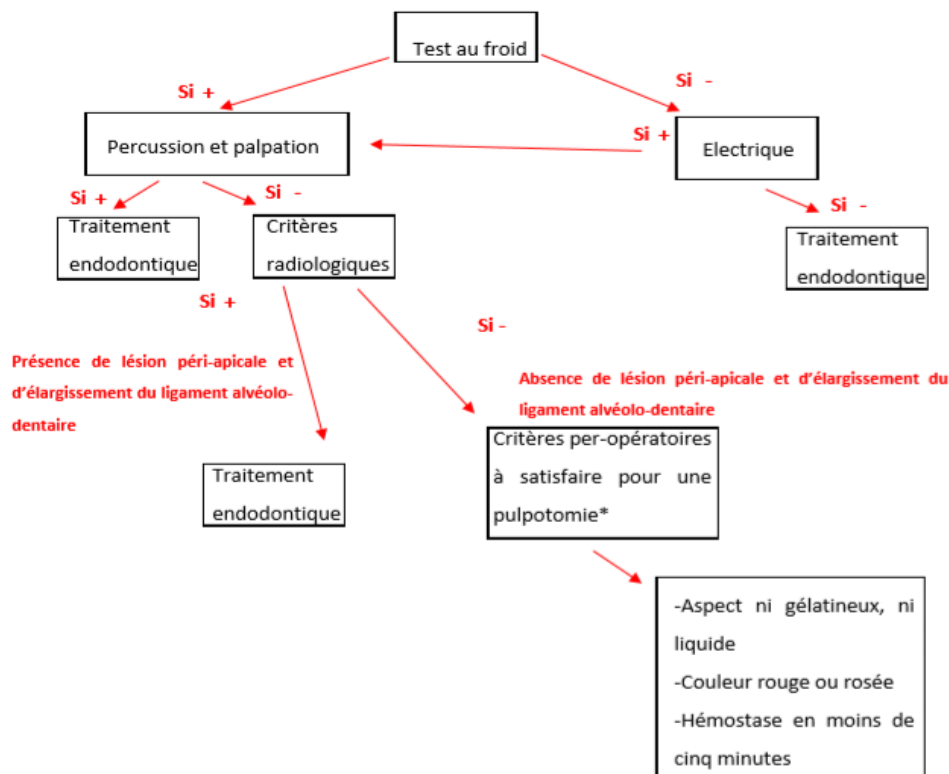 Test au froid
Si +
Si -
Percussion et palpation
Si +
Electrique
Si +
Si -
Si -
Traitement
endodontique
Critères
radiologiques
Traitement
endodontique
Si +
Si -
Présence de lésion péri-apicale et
d'élargissement du ligament alvéolo-
dentaire
Absence de lésion péri-apicale et d'élargissement du
ligament alvéolo-dentaire
Traitement
endodontique
Critères per-opératoires
à satisfaire pour une
pulpotomie*
-Aspect ni gélatineux, ni
liquide
-Couleur rouge ou rosée
-Hémostase en moins de
cinq minutes